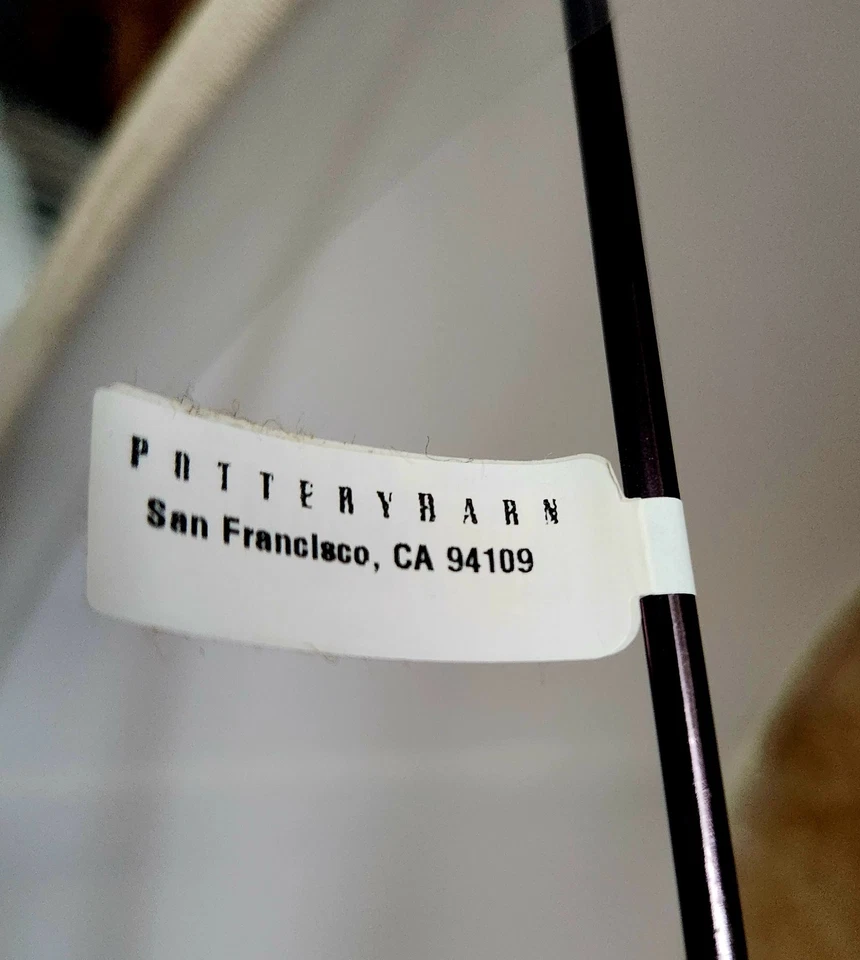 POTTERYBARN
San Francisco, CA 94109